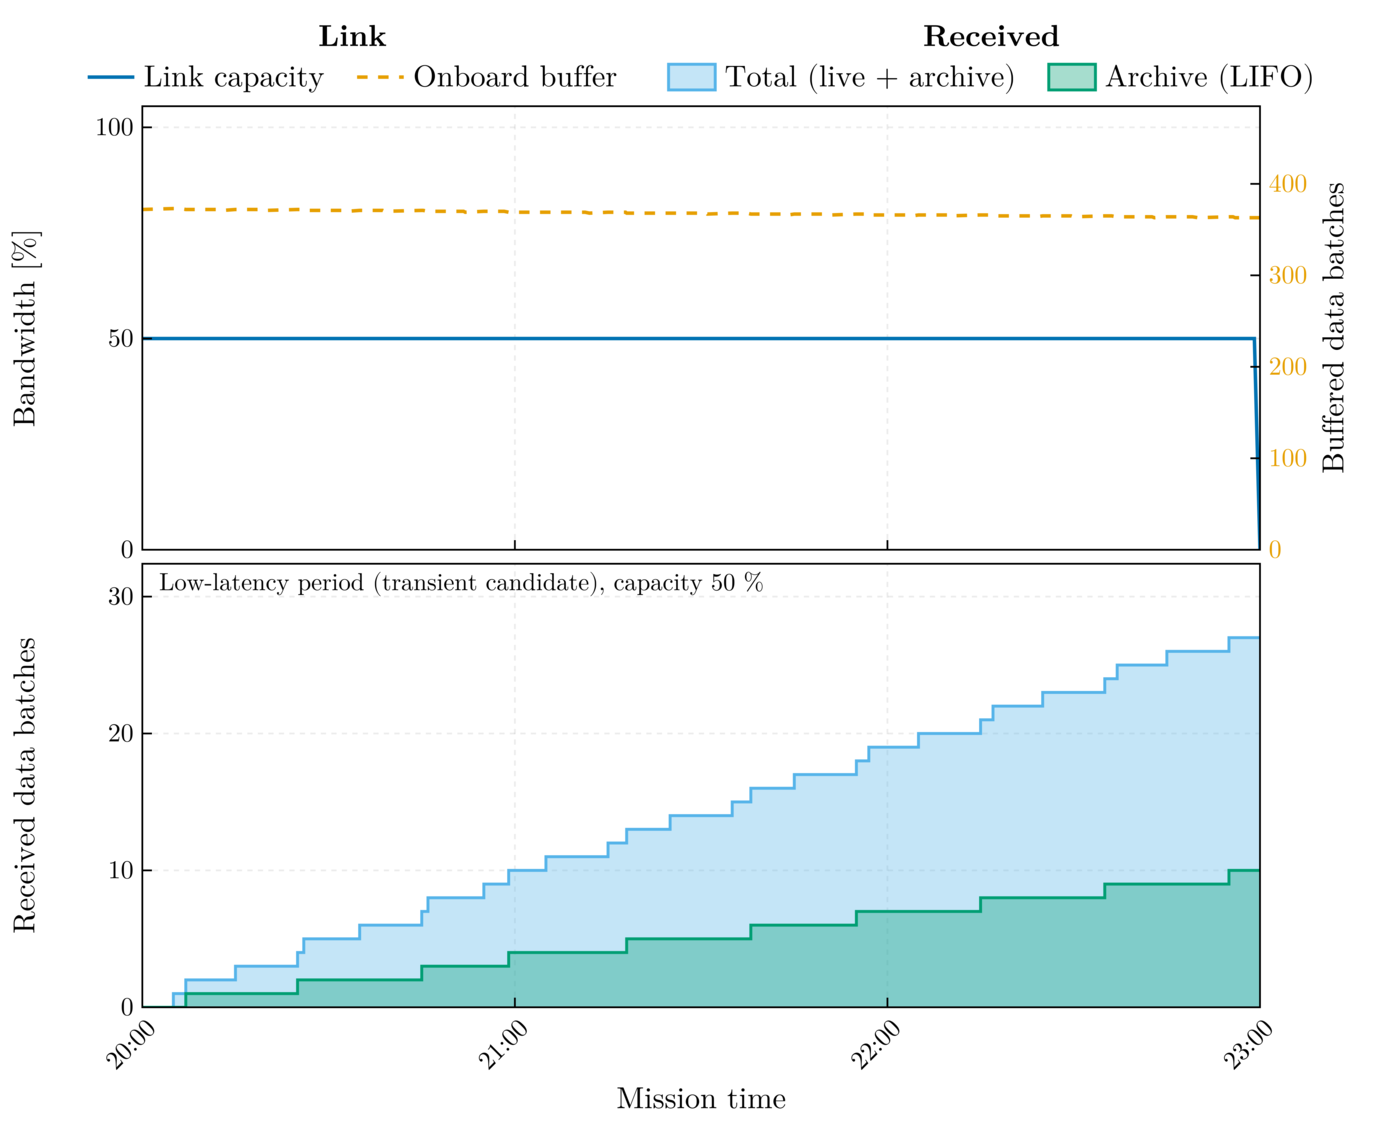 Link
Received
Link capacity
Onboard buffer
Total (live + archive)
Archive (LIFO)
100
50
0
Bandwidth [%]
400
300
200
100
0
Buffered data batches
Low-latency period (transient candidate), capacity 50 %
30
20
10
0
Received data batches
20:00
21:00
22:00
23:00
Mission time